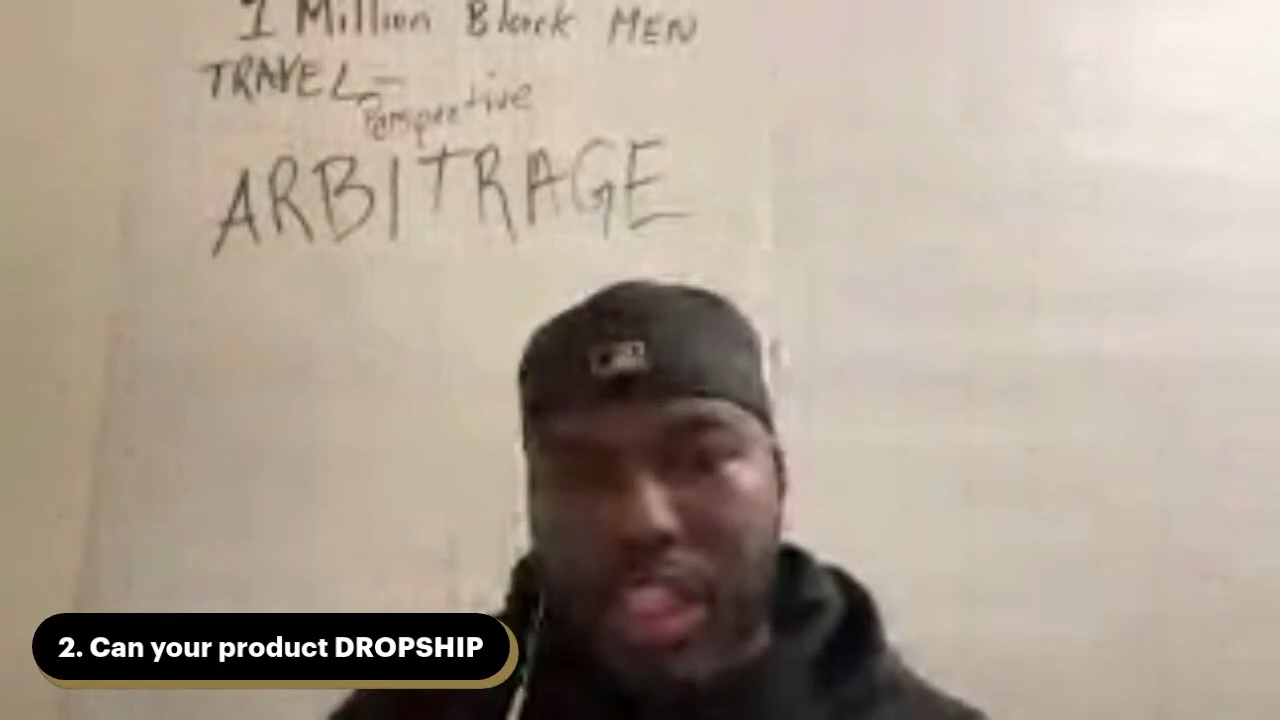 1 Million Black MEN
TRAVEL=
Perspective
ARBITRAGE
2. Can your product DROPSHIP